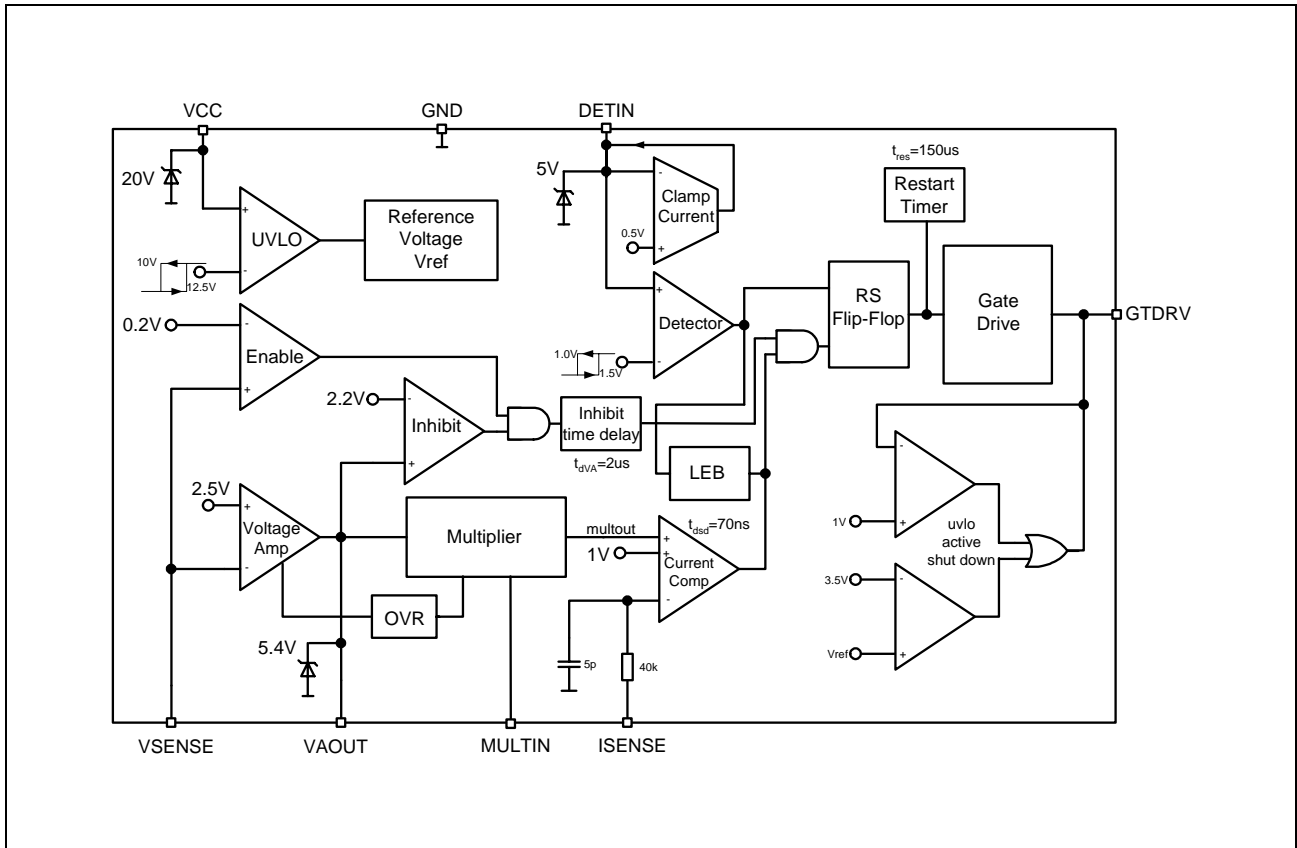 VCC
GND
DETIN
20V
UVLO
10V
12.5V
Reference
Voltage
Vref
5V
Clamp
Current
0.5V
t_res=150us
Restart
Timer
0.2V
Enable
Detector
1.0V
1.5V
RS
Flip-Flop
Gate
Drive
GTDRV
2.2V
Inhibit
Inhibit
time delay
t_dVA=2us
LEB
2.5V
Voltage
Amp
Multiplier
multout
1V
t_dsd=70ns
Current
Comp
OVR
5.4V
5p
40k
1V
uvlo
active
shut down
3.5V
Vref
VSENSE
VAOUT
MULTIN
ISENSE